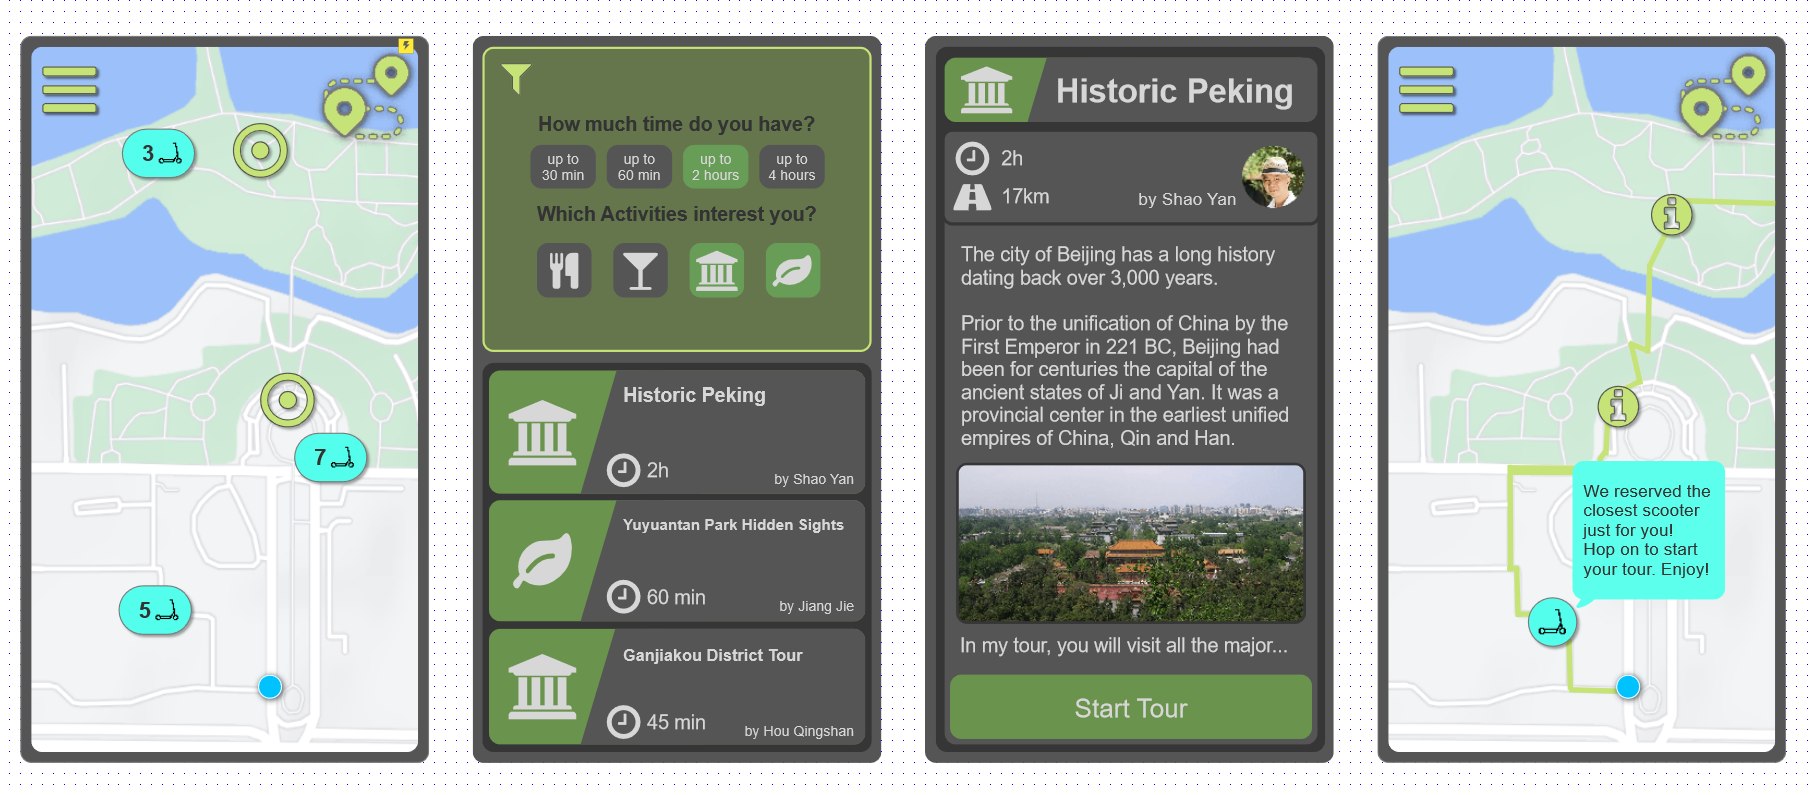 3
7
5
How much time do you have?
up to
30 min
up to
60 min
up to
2 hours
up to
4 hours
Which Activities interest you?
Historic Peking
2h
by Shao Yan
Yuyuantan Park Hidden Sights
60 min
by Jiang Jie
Ganjiakou District Tour
45 min
by Hou Qingshan
Historic Peking
2h
17km
by Shao Yan
The city of Beijing has a long history
dating back over 3,000 years.
Prior to the unification of China by the
First Emperor in 221 BC, Beijing had
been for centuries the capital of the
ancient states of Ji and Yan. It was a
provincial center in the earliest unified
empires of China, Qin and Han.
In my tour, you will visit all the major...
Start Tour
i
i
We reserved the
closest scooter
just for you!
Hop on to start
your tour. Enjoy!